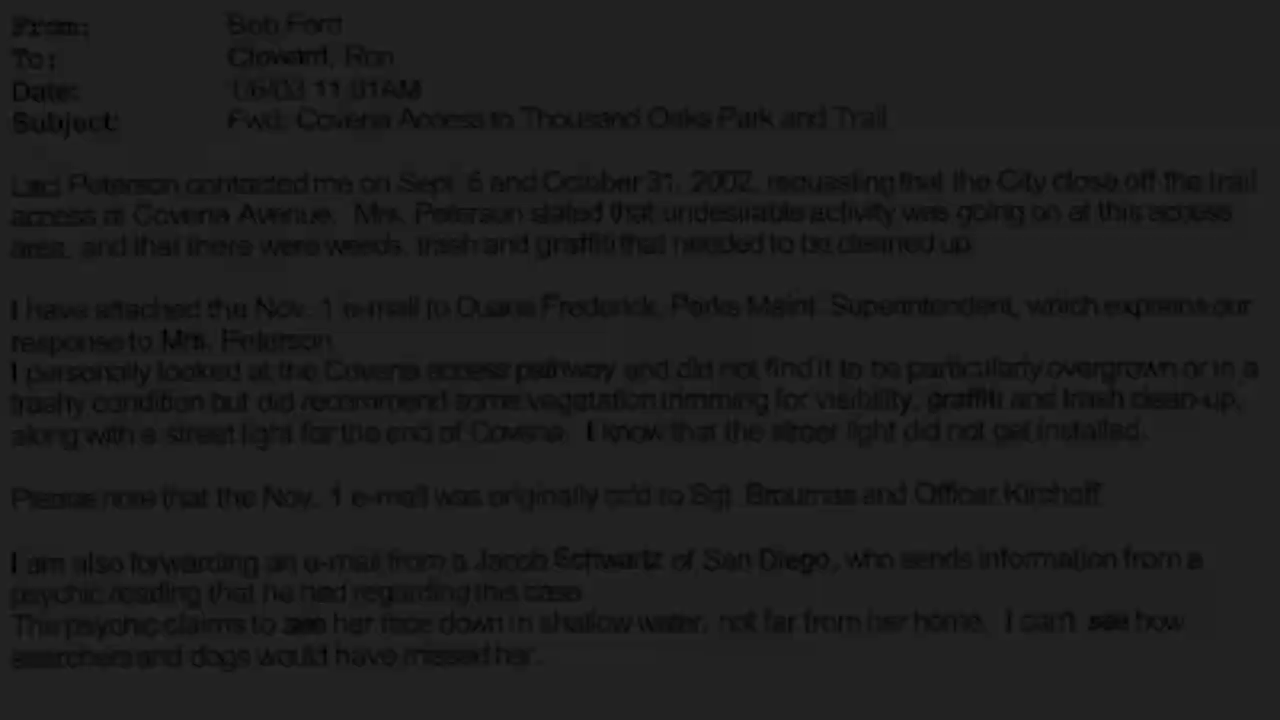 From: Bob Ford
To: Cloward, Ron
Date: 1/6/03 11:01AM
Subject: Fwd: Covena Access to Thousand Oaks Park and Trail
Laci Peterson contacted me on Sept. 6 and October 31, 2002, requesting that the City close off the trail
access at Covena Avenue. Mrs. Peterson stated that undesirable activity was going on at this access
area, and that there were weeds, trash and graffiti that needed to be cleaned up.
I have attached the Nov. 1 e-mail to Duane Frederick, Parks Maint. Superintendent, which explains our
response to Mrs. Peterson.
I personally looked at the Covena access pathway and did not find it to be particularly overgrown or in a
trashy condition but did recommend some vegetation trimming for visibility, graffiti and trash clean-up,
along with a street light for the end of Covena. I know that the street light did not get installed.
Please note that the Nov. 1 e-mail was originally cc'd to Sgt. Broumas and Officer Kirchoff.
I am also forwarding an e-mail from a Jacob Schwartz of San Diego, who sends information from a
psychic reading that he had regarding this case.
The psychic claims to see her face down in shallow water, not far from her home. I can't see how
searchers and dogs would have missed her.